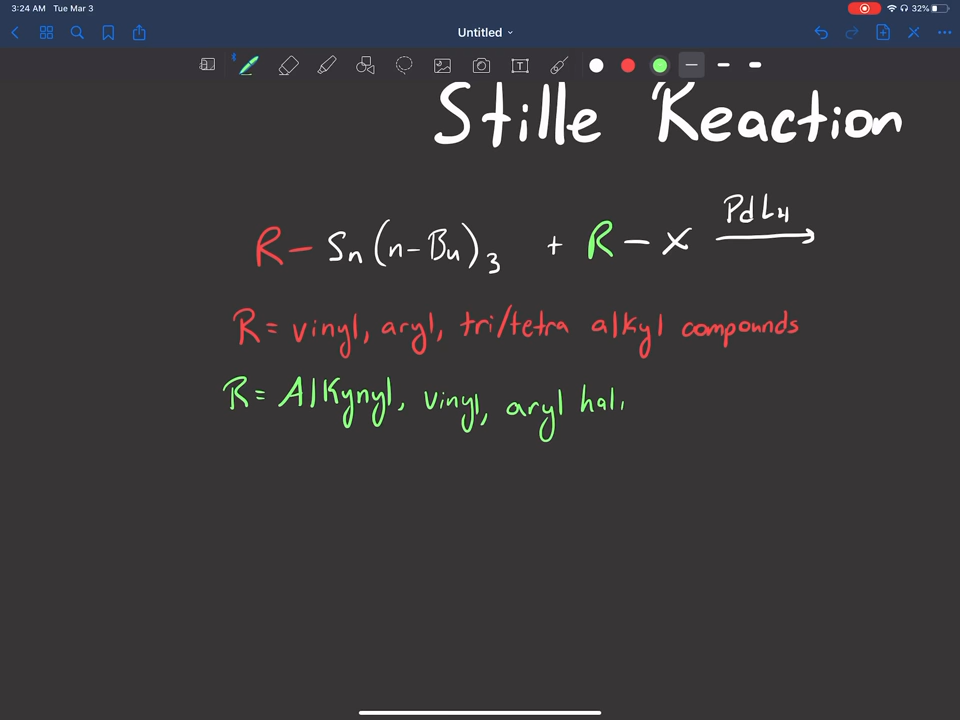 3:24 AM Tue Mar 3
32%
Untitled
T
Stille Reaction
R - Sn(n-Bu)3 + R - X PdL4
R = vinyl, aryl, tri/tetra alkyl compounds
R = Alkynyl, vinyl, aryl hal